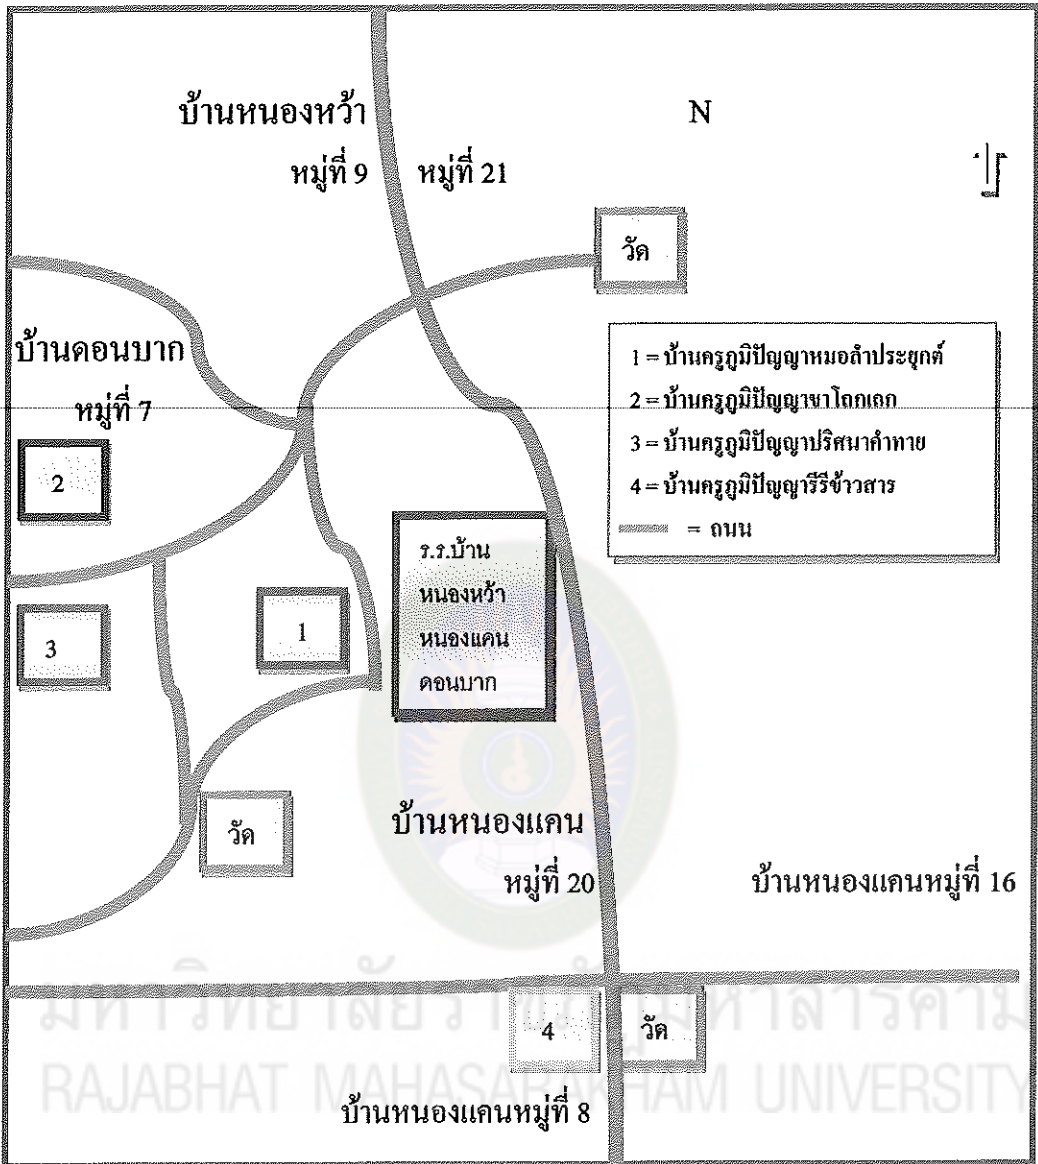 บ้านหนองหว้า
N
หมู่ที่ 9 หมู่ที่ 21
วัด
บ้านดอนบาก
หมู่ที่ 7
1 = บ้านครูภูมิปัญญาหมอลำประยุกต์
2 = บ้านครูภูมิปัญญาขาโถกเถก
3 = บ้านครูภูมิปัญญาปริศนาคำทาย
4 = บ้านครูภูมิปัญญารีรีข้าวสาร
= ถนน
2
ร.ร.บ้าน
หนองหว้า
หนองแคน
ดอนบาก
1
3
วัด
บ้านหนองแคน
หมู่ที่ 20
บ้านหนองแคนหมู่ที่ 16
4
วัด
บ้านหนองแคนหมู่ที่ 8
มหาวิทยาลัยราชภัฏมหาสารคาม
RAJABHAT MAHASARAKHAM UNIVERSITY